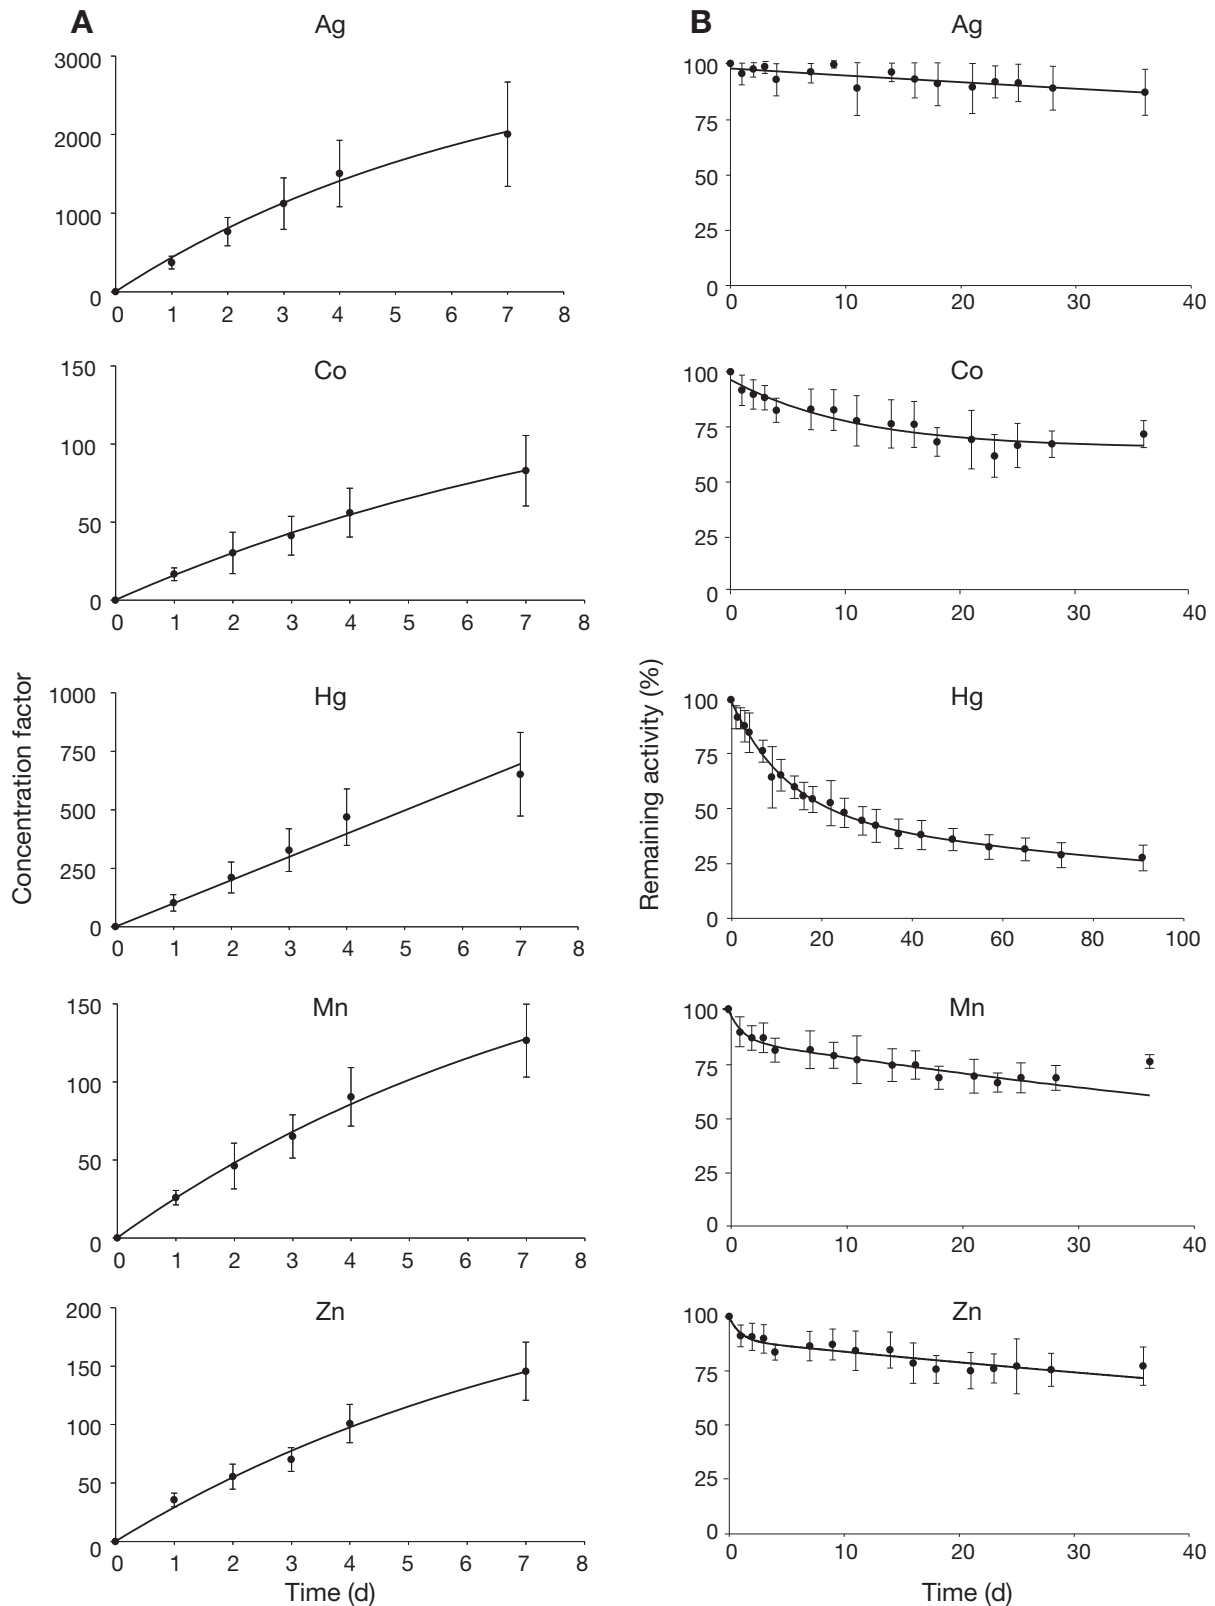 A
B
Ag
3000
2000
1000
0
0 1 2 3 4 5 6 7 8
Ag
100
75
50
25
0
0 10 20 30 40
Co
150
100
50
0
0 1 2 3 4 5 6 7 8
Co
100
75
50
25
0
0 10 20 30 40
Concentration factor
Hg
1000
750
500
250
0
0 1 2 3 4 5 6 7 8
Remaining activity (%)
Hg
100
75
50
25
0
0 20 40 60 80 100
Mn
150
100
50
0
0 1 2 3 4 5 6 7 8
Mn
100
75
50
25
0
0 10 20 30 40
Zn
200
150
100
50
0
0 1 2 3 4 5 6 7 8
Time (d)
Zn
100
75
50
25
0
0 10 20 30 40
Time (d)